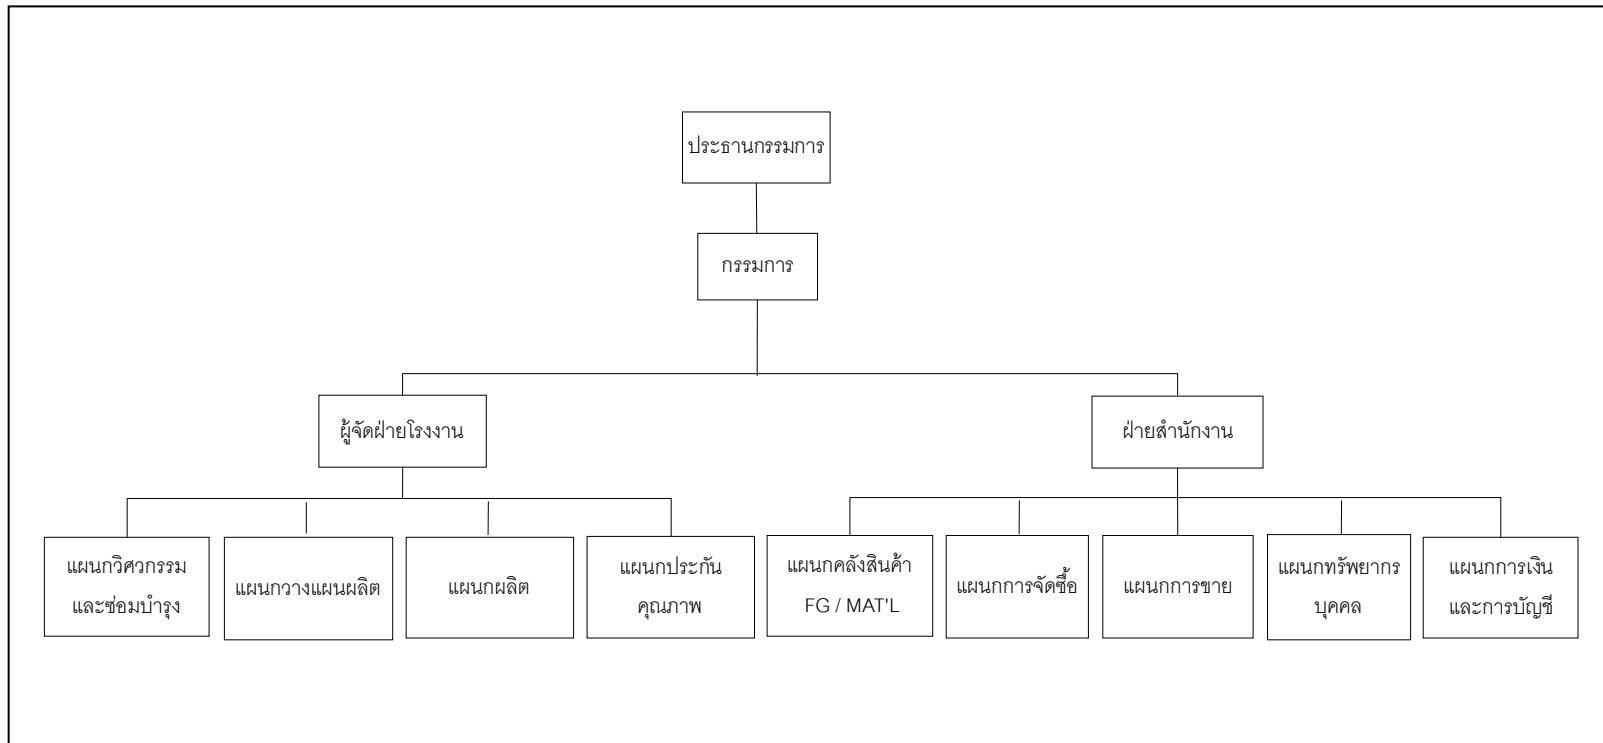 ประธานกรรมการ
กรรมการ
ผู้จัดฝ่ายโรงงาน
ฝ่ายสำนักงาน
แผนกวิศวกรรม
และซ่อมบำรุง
แผนกวางแผนผลิต
แผนกผลิต
แผนกประกัน
คุณภาพ
แผนกคลังสินค้า
FG / MAT'L
แผนกการจัดซื้อ
แผนกการขาย
แผนกทรัพยากร
บุคคล
แผนกการเงิน
และการบัญชี